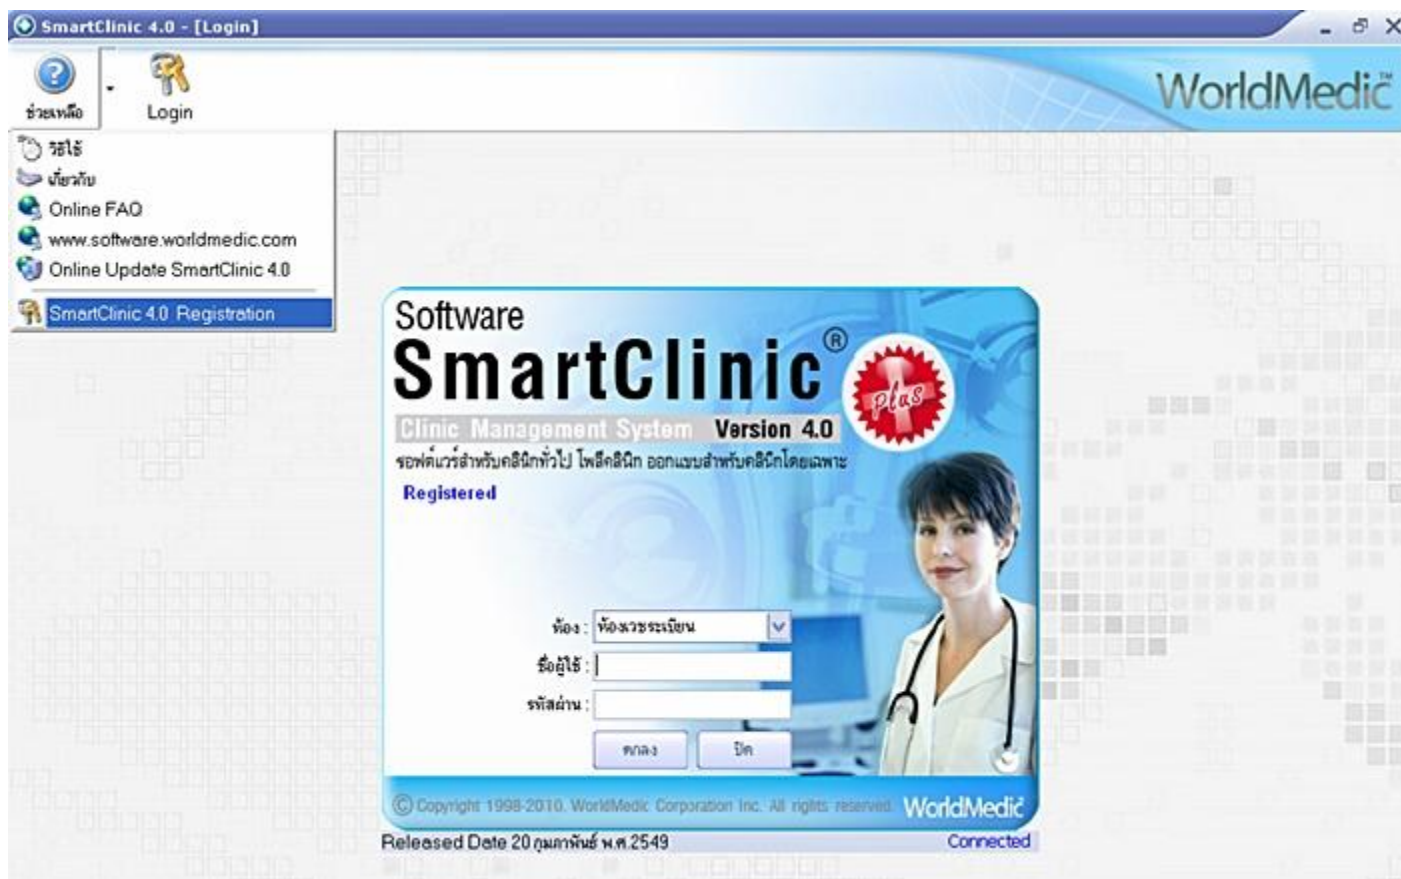 SmartClinic 4.0 - [Login]
ช่วยเหลือ
Login
WorldMedic™
วิธีใช้
เกี่ยวกับ
Online FAQ
www.software.worldmedic.com
Online Update SmartClinic 4.0
SmartClinic 4.0 Registration
Software
SmartClinic®
plus
Clinic Management System Version 4.0
ซอฟต์แวร์สำหรับคลินิกทั่วไป โพลีคลินิก ออกแบบสำหรับคลินิกโดยเฉพาะ
Registered
ห้อง : ห้องเวชระเบียน
ชื่อผู้ใช้ :
รหัสผ่าน :
ตกลง ปิด
© Copyright 1998-2010. WorldMedic Corporation Inc. All rights reserved. WorldMedic
Released Date 20 กุมภาพันธ์ พ.ศ.2549 Connected